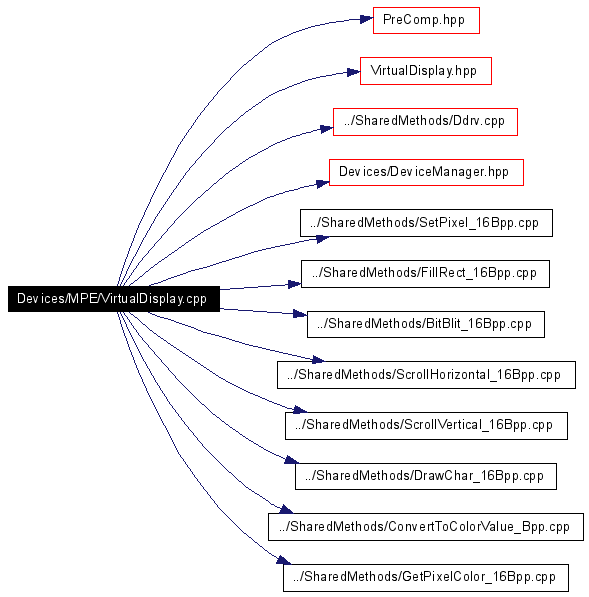 PreComp.hpp
VirtualDisplay.hpp
../SharedMethods/Ddrv.cpp
Devices/DeviceManager.hpp
../SharedMethods/SetPixel_16Bpp.cpp
../SharedMethods/FillRect_16Bpp.cpp
Devices/MPE/VirtualDisplay.cpp
../SharedMethods/BitBlit_16Bpp.cpp
../SharedMethods/ScrollHorizontal_16Bpp.cpp
../SharedMethods/ScrollVertical_16Bpp.cpp
../SharedMethods/DrawChar_16Bpp.cpp
../SharedMethods/ConvertToColorValue_Bpp.cpp
../SharedMethods/GetPixelColor_16Bpp.cpp